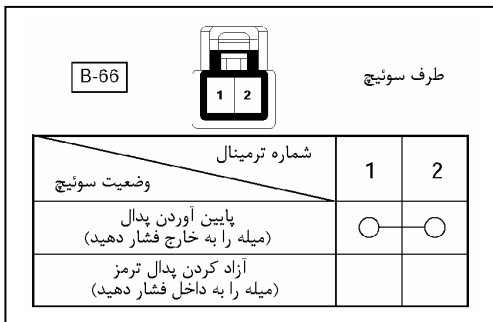 B-66
طرف سوئیچ
1 2
شماره ترمینال
وضعیت سوئیچ
1 2
پایین آوردن پدال
(میله را به خارج فشار دهید)
آزاد کردن پدال ترمز
(میله را به داخل فشار دهید)